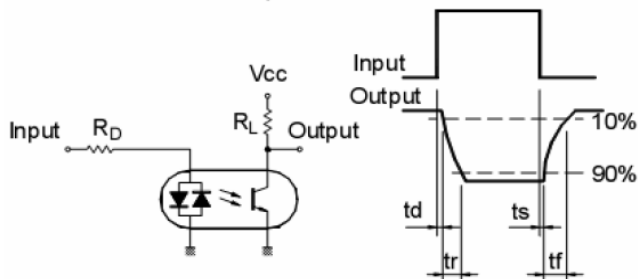 Input
Output
Vcc
Input
RD
RL
Output
10%
90%
td
ts
tr
tf